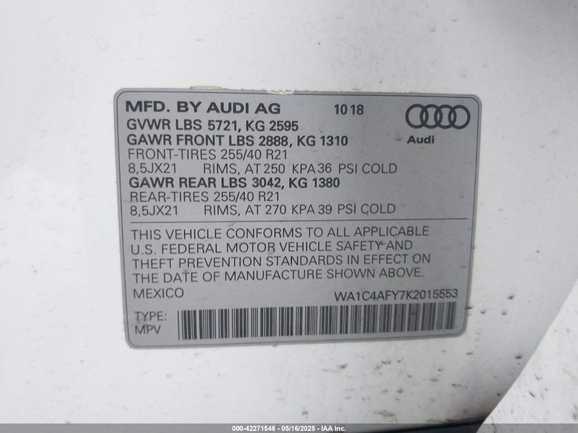 MFD. BY AUDI AG 10 18
GVWR LBS 5721, KG 2595
GAWR FRONT LBS 2888, KG 1310
FRONT-TIRES 255/40 R21
8,5JX21 RIMS, AT 250 KPA 36 PSI COLD
GAWR REAR LBS 3042, KG 1380
REAR-TIRES 255/40 R21
8,5JX21 RIMS, AT 270 KPA 39 PSI COLD
Audi
THIS VEHICLE CONFORMS TO ALL APPLICABLE
U.S. FEDERAL MOTOR VEHICLE SAFETY AND
THEFT PREVENTION STANDARDS IN EFFECT ON
THE DATE OF MANUFACTURE SHOWN ABOVE.
MEXICO WA1C4AFY7K2015553
TYPE:
MPV
000-42271546 - 05/16/2025 - IAA, Inc.